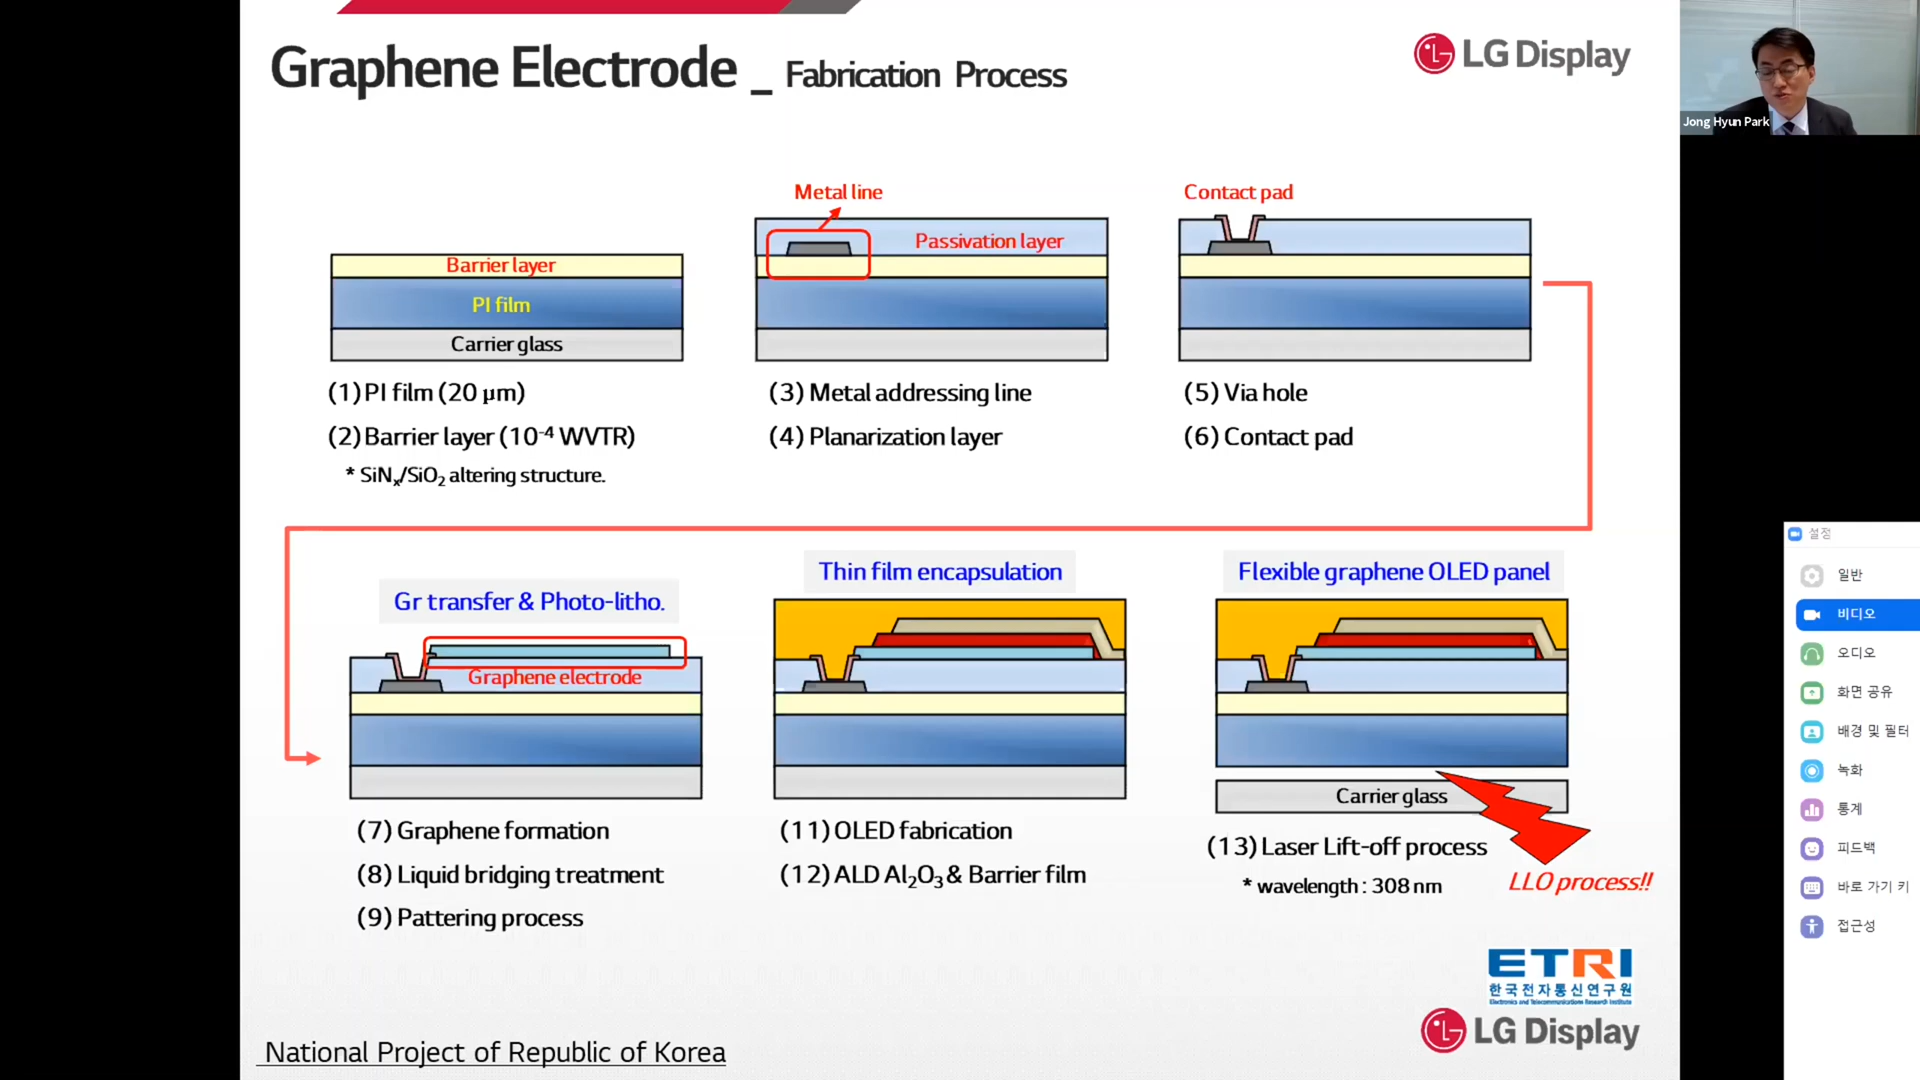 Graphene Electrode _ Fabrication Process
LG Display
Jong Hyun Park
Metal line
Contact pad
Passivation layer
Barrier layer
PI film
Carrier glass
(1) PI film (20 μm)
(2) Barrier layer (10-4 WVTR)
* SiNx/SiO2 altering structure.
(3) Metal addressing line
(4) Planarization layer
(5) Via hole
(6) Contact pad
Gr transfer & Photo-litho.
Graphene electrode
(7) Graphene formation
(8) Liquid bridging treatment
(9) Pattering process
Thin film encapsulation
(11) OLED fabrication
(12) ALD Al2O3 & Barrier film
Flexible graphene OLED panel
Carrier glass
(13) Laser Lift-off process
* wavelength : 308 nm
LLO process!!
ETRI
한국전자통신연구원
Electronics and Telecommunications Research Institute
LG Display
National Project of Republic of Korea
설정
일반
비디오
오디오
화면 공유
배경 및 필터
녹화
통계
피드백
바로 가기 키
접근성